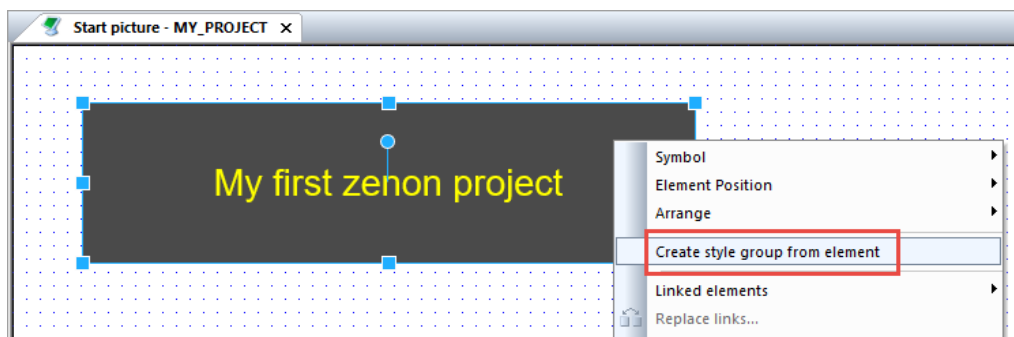 Start picture - MY_PROJECT
My first zenon project
Symbol
Element Position
Arrange
Create style group from element
Linked elements
Replace links...